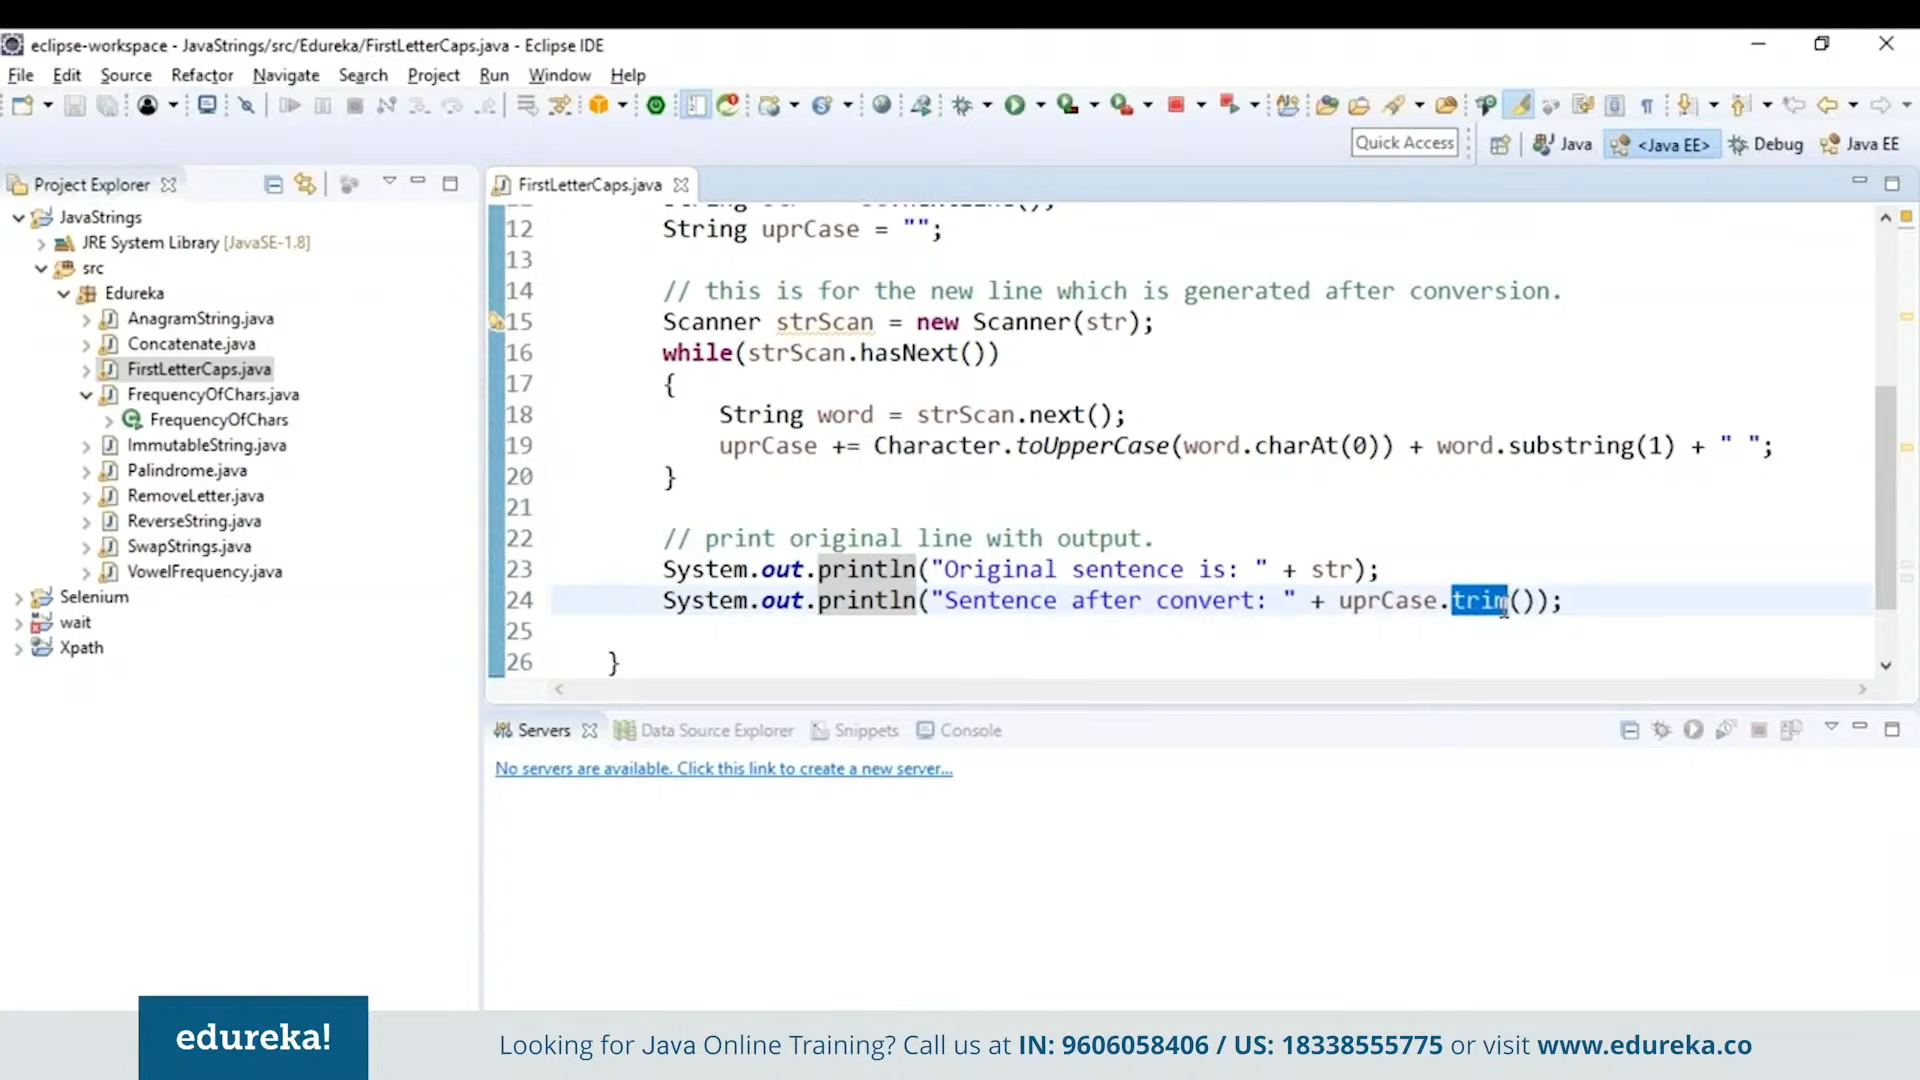 eclipse-workspace - JavaStrings/src/Edureka/FirstLetterCaps.java - Eclipse IDE
File Edit Source Refactor Navigate Search Project Run Window Help
Quick Access Java <Java EE> Debug Java EE
Project Explorer
JavaStrings
JRE System Library [JavaSE-1.8]
src
Edureka
AnagramString.java
Concatenate.java
FirstLetterCaps.java
FrequencyOfChars.java
FrequencyOfChars
ImmutableString.java
Palindrome.java
RemoveLetter.java
ReverseString.java
SwapStrings.java
VowelFrequency.java
Selenium
wait
Xpath
FirstLetterCaps.java
12 String uprCase = "";
13
14 // this is for the new line which is generated after conversion.
15 Scanner strScan = new Scanner(str);
16 while(strScan.hasNext())
17 {
18 String word = strScan.next();
19 uprCase += Character.toUpperCase(word.charAt(0)) + word.substring(1) + " ";
20 }
21
22 // print original line with output.
23 System.out.println("Original sentence is: " + str);
24 System.out.println("Sentence after convert: " + uprCase.trim());
25
26 }
Servers Data Source Explorer Snippets Console
No servers are available. Click this link to create a new server...
edureka!
Looking for Java Online Training? Call us at IN: 9606058406 / US: 18338555775 or visit www.edureka.co